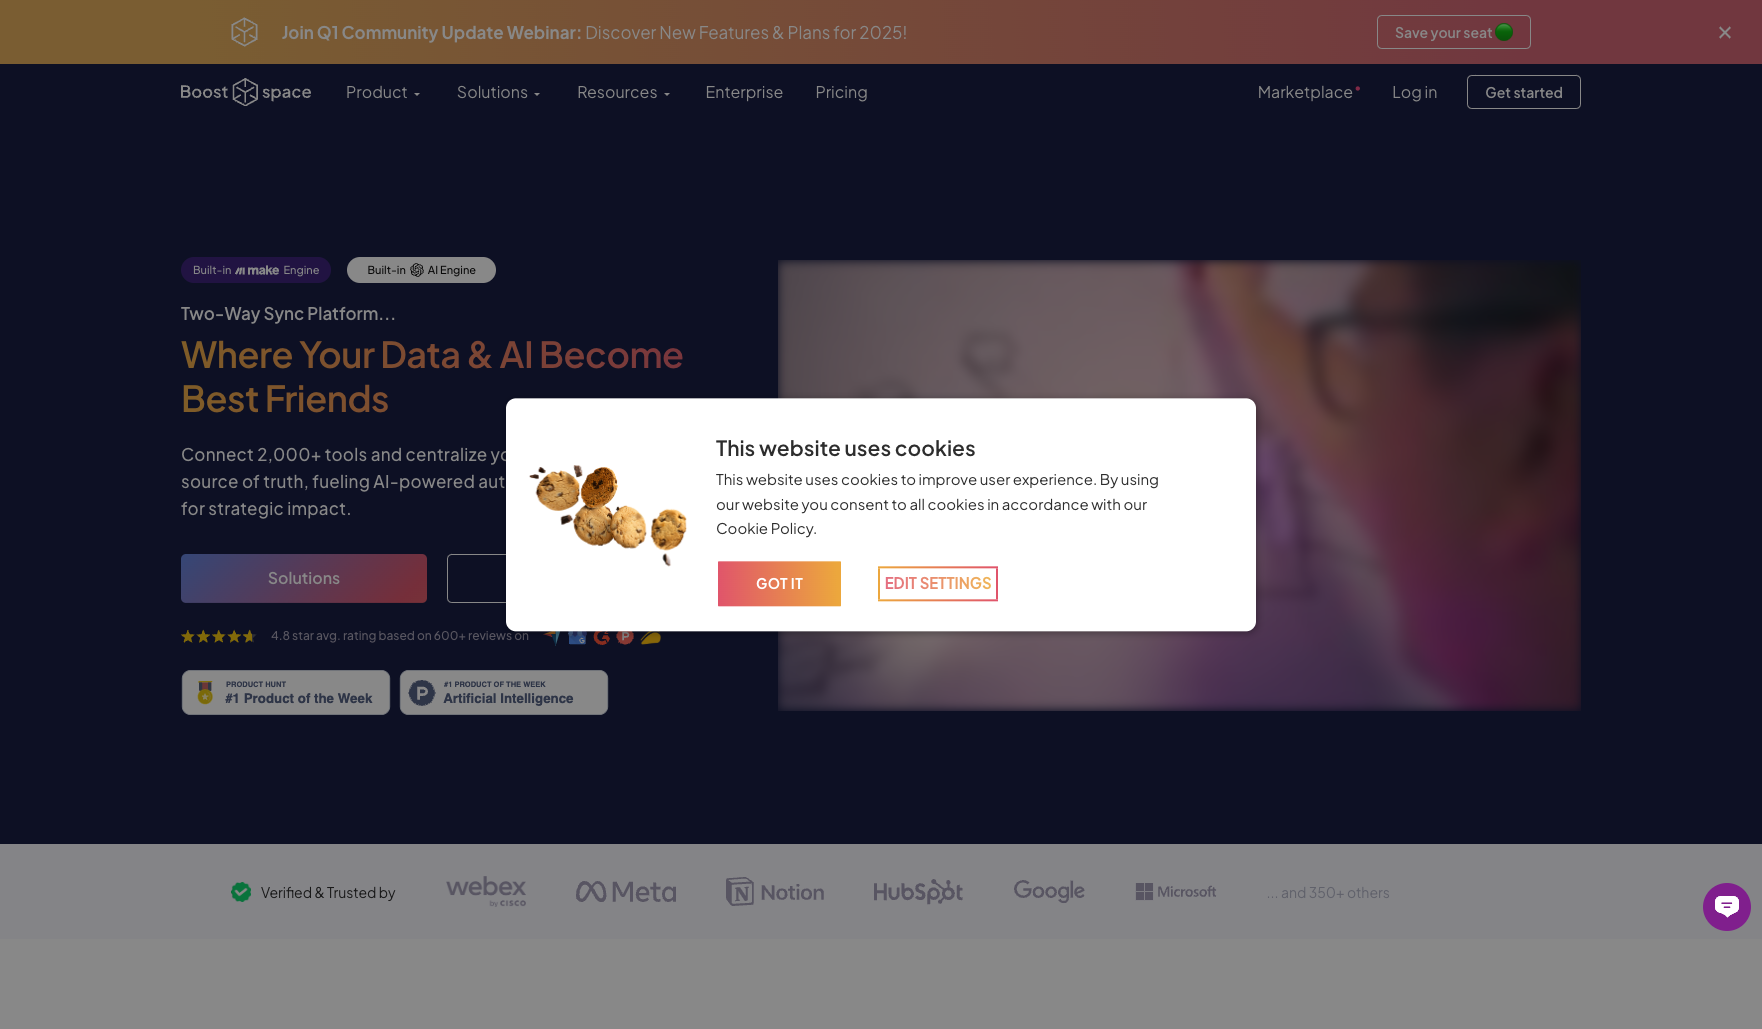 Join Q1 Community Update Webinar: Discover New Features & Plans for 2025!
Save your seat
Boost space
Product
Solutions
Resources
Enterprise
Pricing
Marketplace
Log in
Get started
Built-in make Engine
Built-in AI Engine
Two-Way Sync Platform...
Where Your Data & AI Become
Best Friends
Connect 2,000+ tools and centralize
source of truth, fueling AI-powered
for strategic impact.
Solutions
4.8 star avg. rating based on 600+ reviews on
PRODUCT HUNT
#1 Product of the Week
P
#1 PRODUCT OF THE WEEK
Artificial Intelligence
This website uses cookies
This website uses cookies to improve user experience. By using
our website you consent to all cookies in accordance with our
Cookie Policy.
GOT IT
EDIT SETTINGS
Verified & Trusted by
webex
by CISCO
Meta
Notion
HubSpot
Google
Microsoft
... and 350+ others